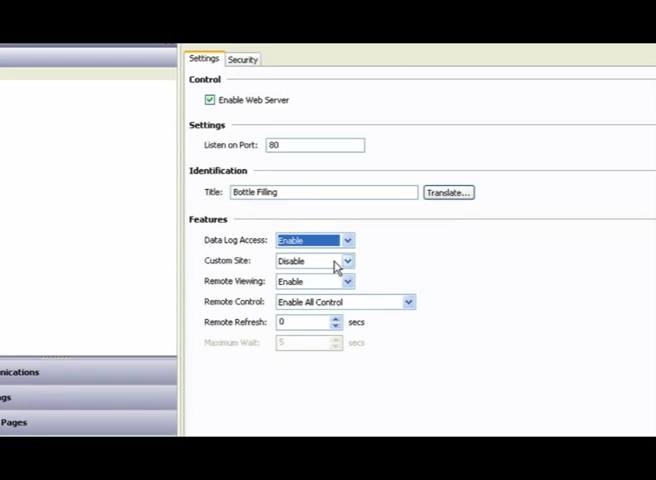 Settings Security
Control
Enable Web Server
Settings
Listen on Port: 80
Identification
Title: Bottle Filling Translate...
Features
Data Log Access: Enable
Custom Site: Disable
Remote Viewing: Enable
Remote Control: Enable All Control
Remote Refresh: 0 secs
Maximum Wait: 5 secs
nications
gs
Pages